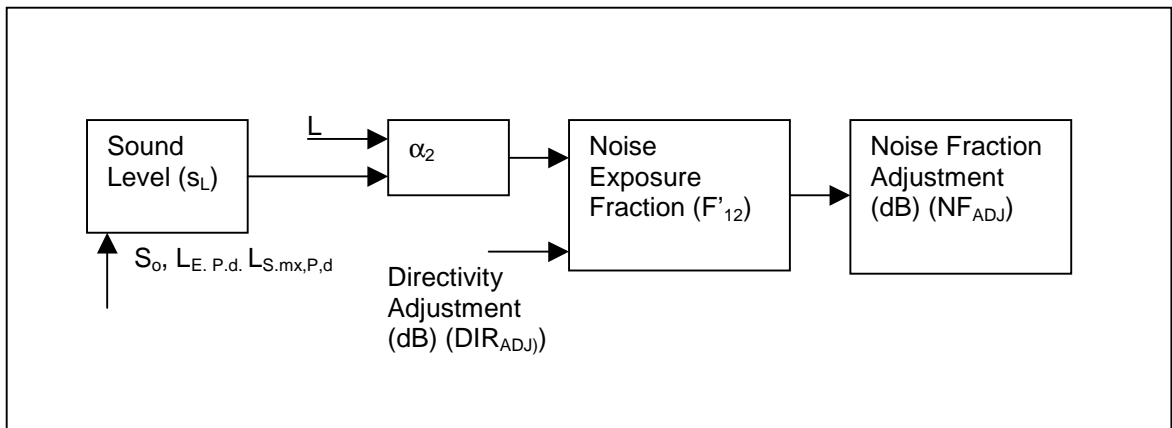 Sound
Level (sL)
S₀, LE. P.d. LS.mx,P,d
L
α₂
Directivity
Adjustment
(dB) (DIRADJ))
Noise
Exposure
Fraction (F'₁₂)
Noise Fraction
Adjustment
(dB) (NFADJ)